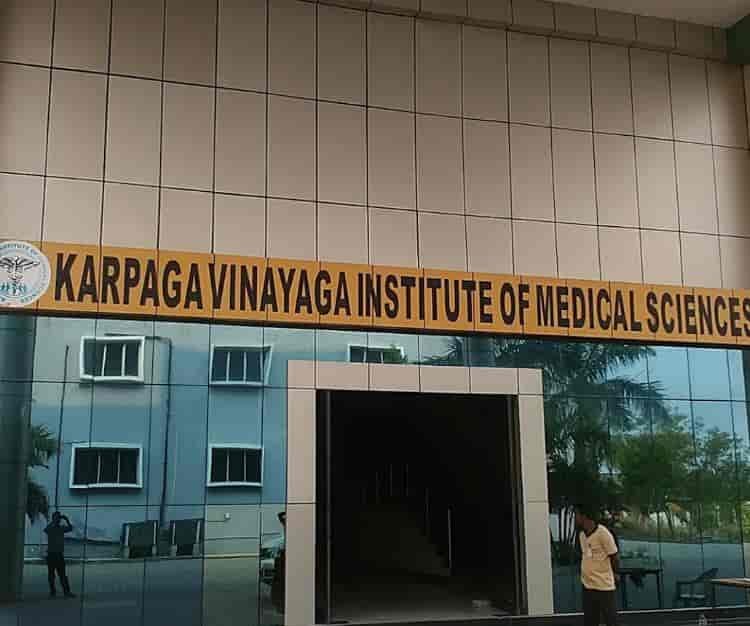 KARPAGA VINAYAGA INSTITUTE OF MEDICAL SCIENCES